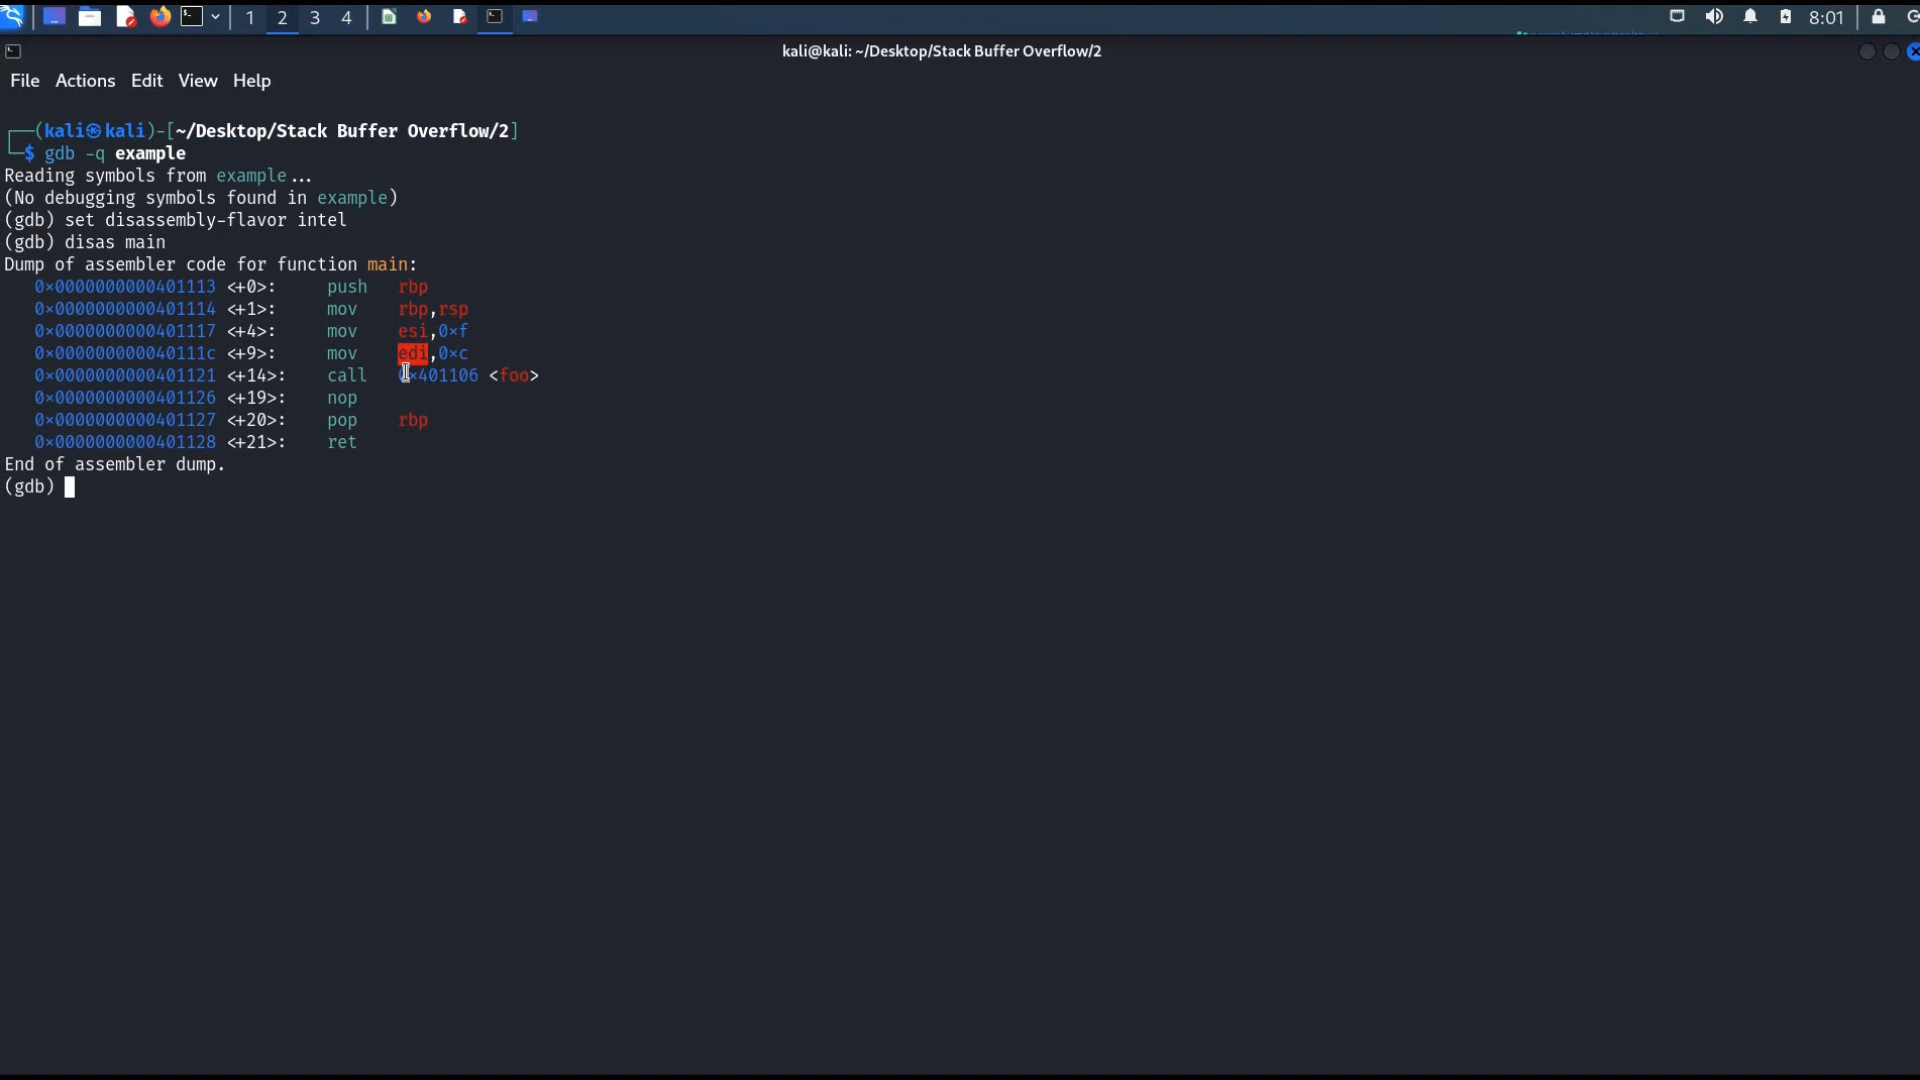 1 2 3 4 8:01
kali@kali: ~/Desktop/Stack Buffer Overflow/2
File Actions Edit View Help
┌──(kali㉿kali)-[~/Desktop/Stack Buffer Overflow/2]
└─$ gdb -q example
Reading symbols from example...
(No debugging symbols found in example)
(gdb) set disassembly-flavor intel
(gdb) disas main
Dump of assembler code for function main:
0x0000000000401113 <+0>: push rbp
0x0000000000401114 <+1>: mov rbp,rsp
0x0000000000401117 <+4>: mov esi,0xf
0x000000000040111c <+9>: mov edi,0xc
0x0000000000401121 <+14>: call 0x401106 <foo>
0x0000000000401126 <+19>: nop
0x0000000000401127 <+20>: pop rbp
0x0000000000401128 <+21>: ret
End of assembler dump.
(gdb)